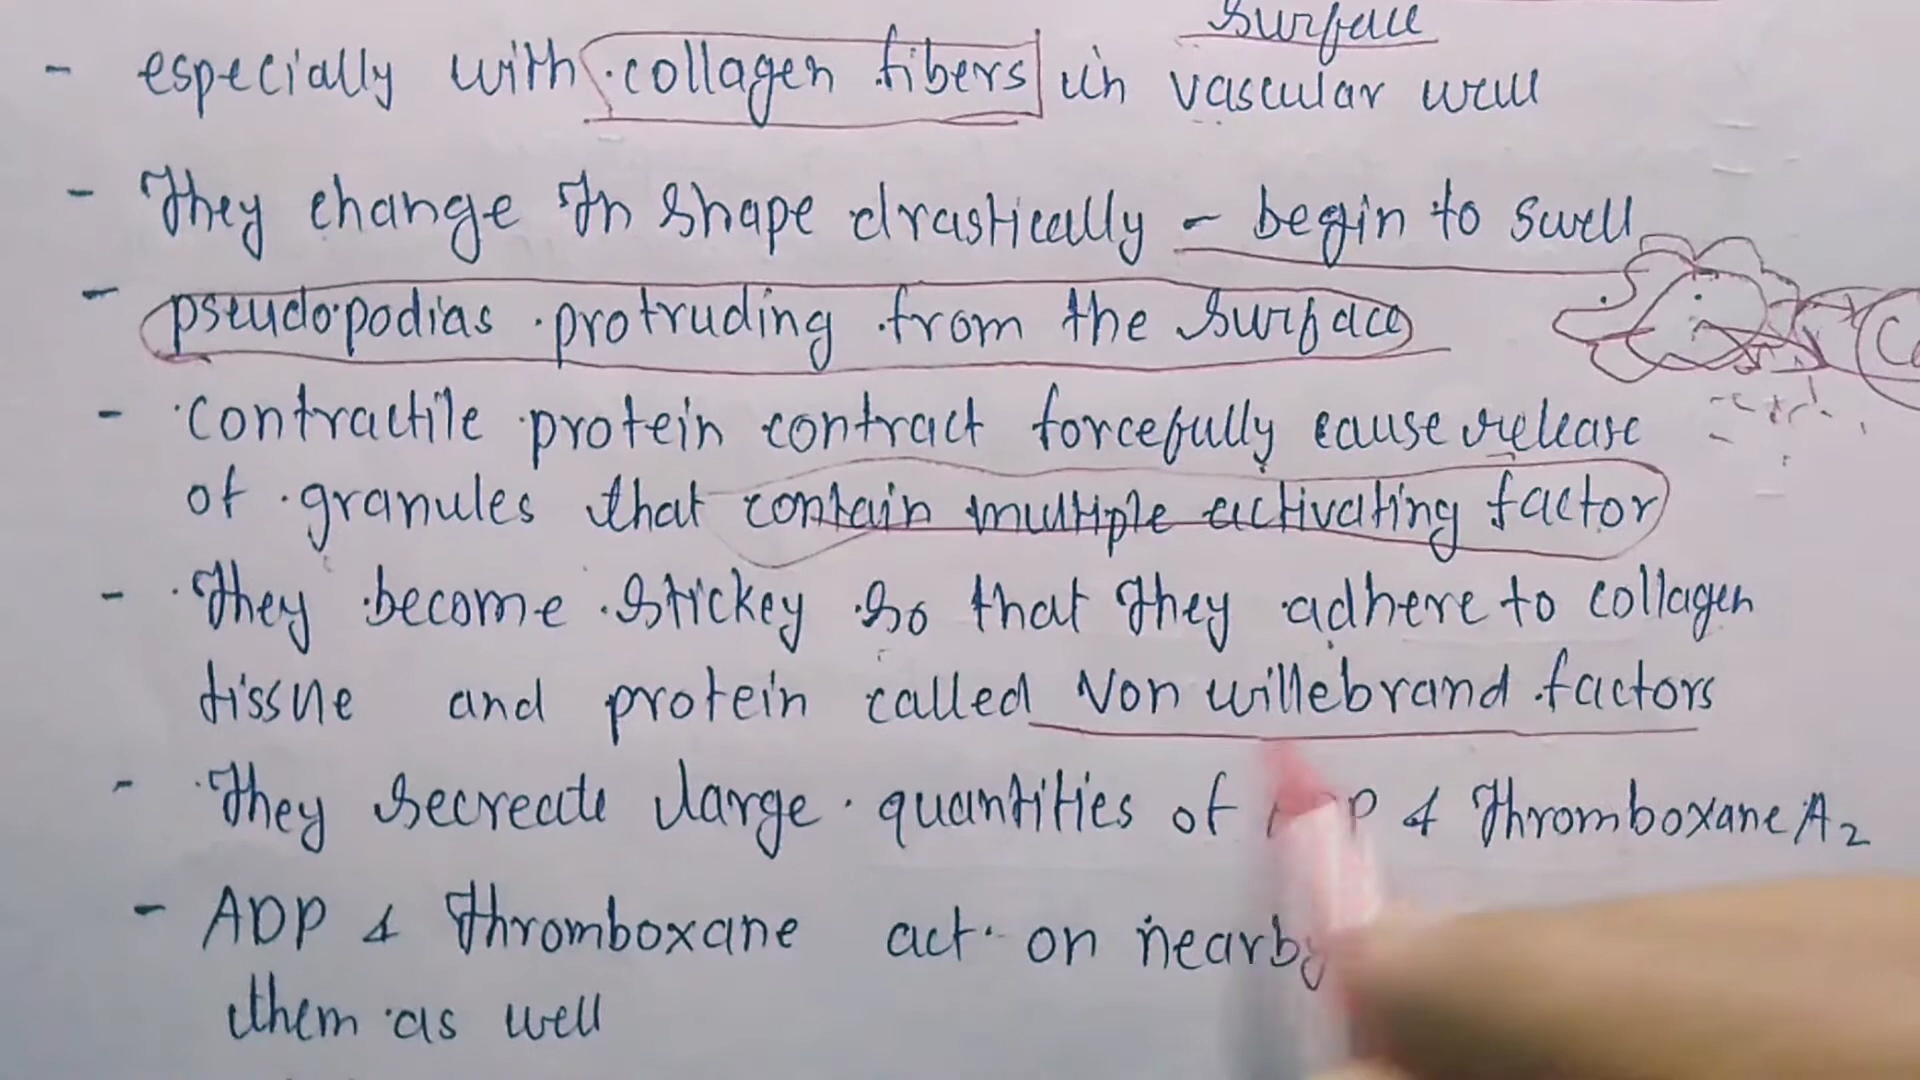 surface
- especially with collagen fibers in vascular wall
- They change In shape drastically - begin to swell
- pseudopodias protruding from the surface
- contractile protein contract forcefully cause release
of granules that contain multiple activating factor
- They become stickey so that they adhere to collagen
tissue and protein called Von willebrand factors
- They secreate large quantities of & Thromboxane A2
- ADP & Thromboxane act on nearby
them as well